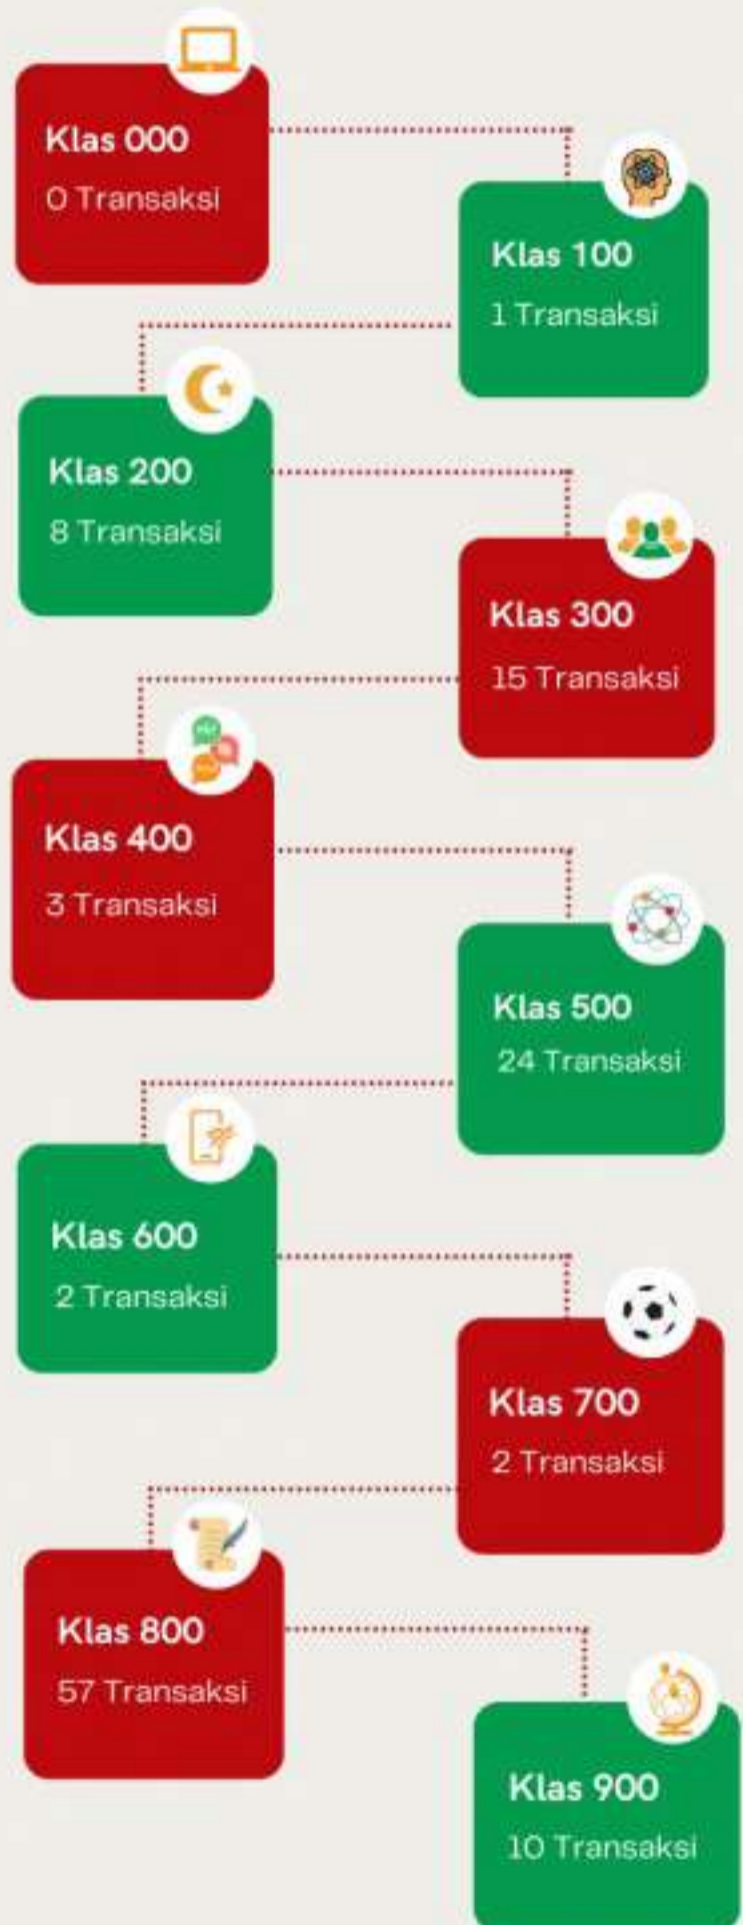 Klas 000
0 Transaksi
Klas 100
1 Transaksi
Klas 200
8 Transaksi
Klas 300
15 Transaksi
Klas 400
3 Transaksi
Klas 500
24 Transaksi
Klas 600
2 Transaksi
Klas 700
2 Transaksi
Klas 800
57 Transaksi
Klas 900
10 Transaksi